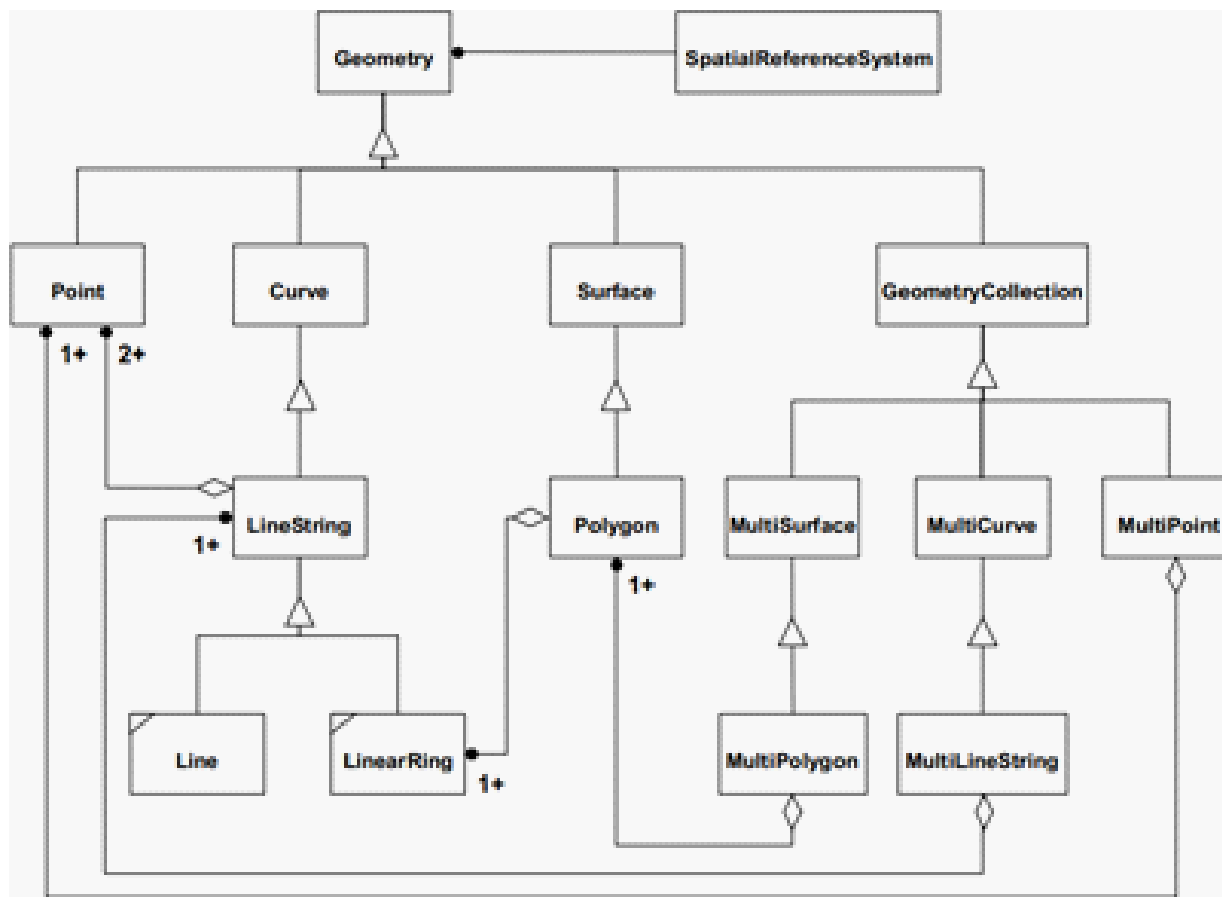 Geometry
SpatialReferenceSystem
Point
Curve
Surface
GeometryCollection
1+
2+
LineString
Polygon
MultiSurface
MultiCurve
MultiPoint
1+
1+
Line
LinearRing
MultiPolygon
MultiLineString
1+